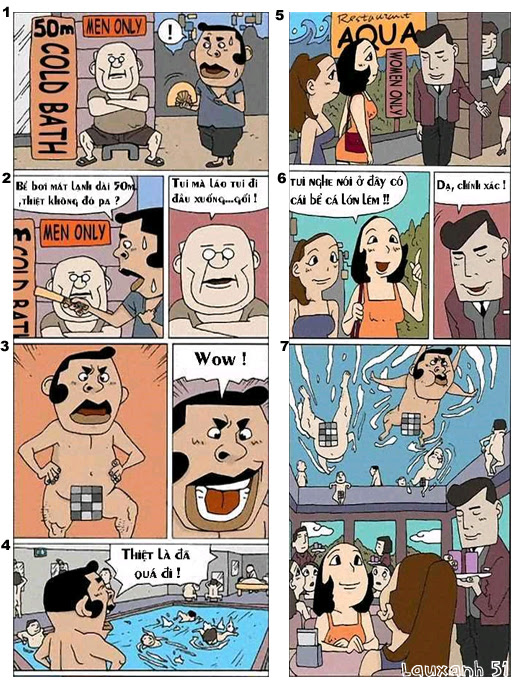 1
50m
COLD BATH
MEN ONLY
!
2
Bể bơi mát lạnh dài 50m
,thiệt không đó pa ?
MEN ONLY
COLD BATH
Tui mà láo tui đi
đầu xuống...gối !
3
Wow !
4
Thiệt là đã
quá đi !
5
Restaurant
AQUA
WOMEN ONLY
6
tui nghe nói ở đây có
cái bể cá lớn lém !!
Dạ, chính xác !
7
Lauxanh 51